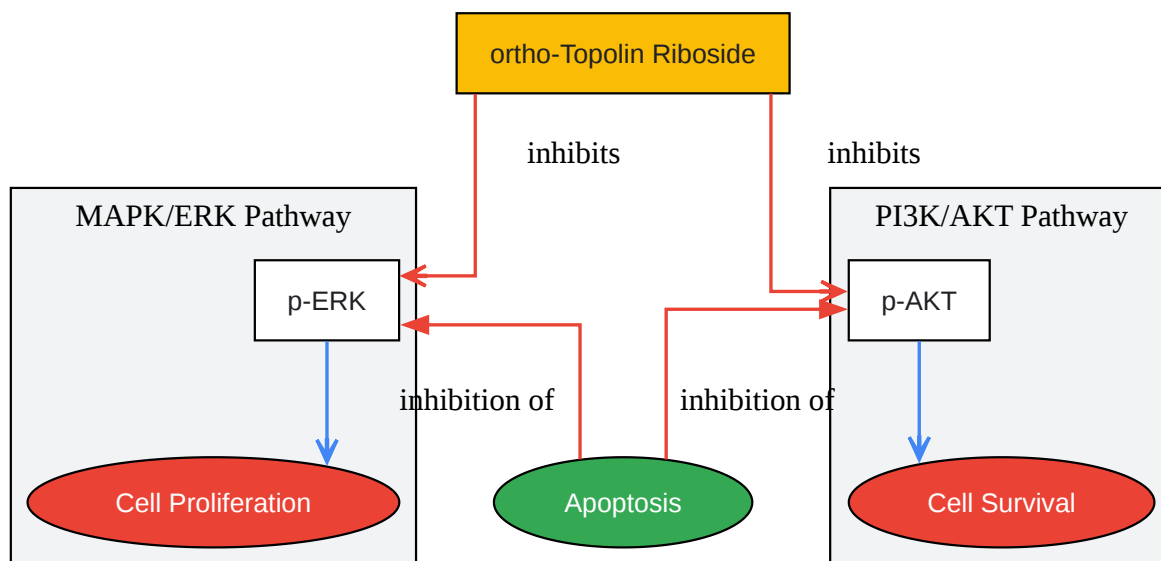 ortho-Topolin Riboside
inhibits
inhibits
MAPK/ERK Pathway
PI3K/AKT Pathway
p-ERK
p-AKT
inhibition of
inhibition of
Cell Proliferation
Apoptosis
Cell Survival